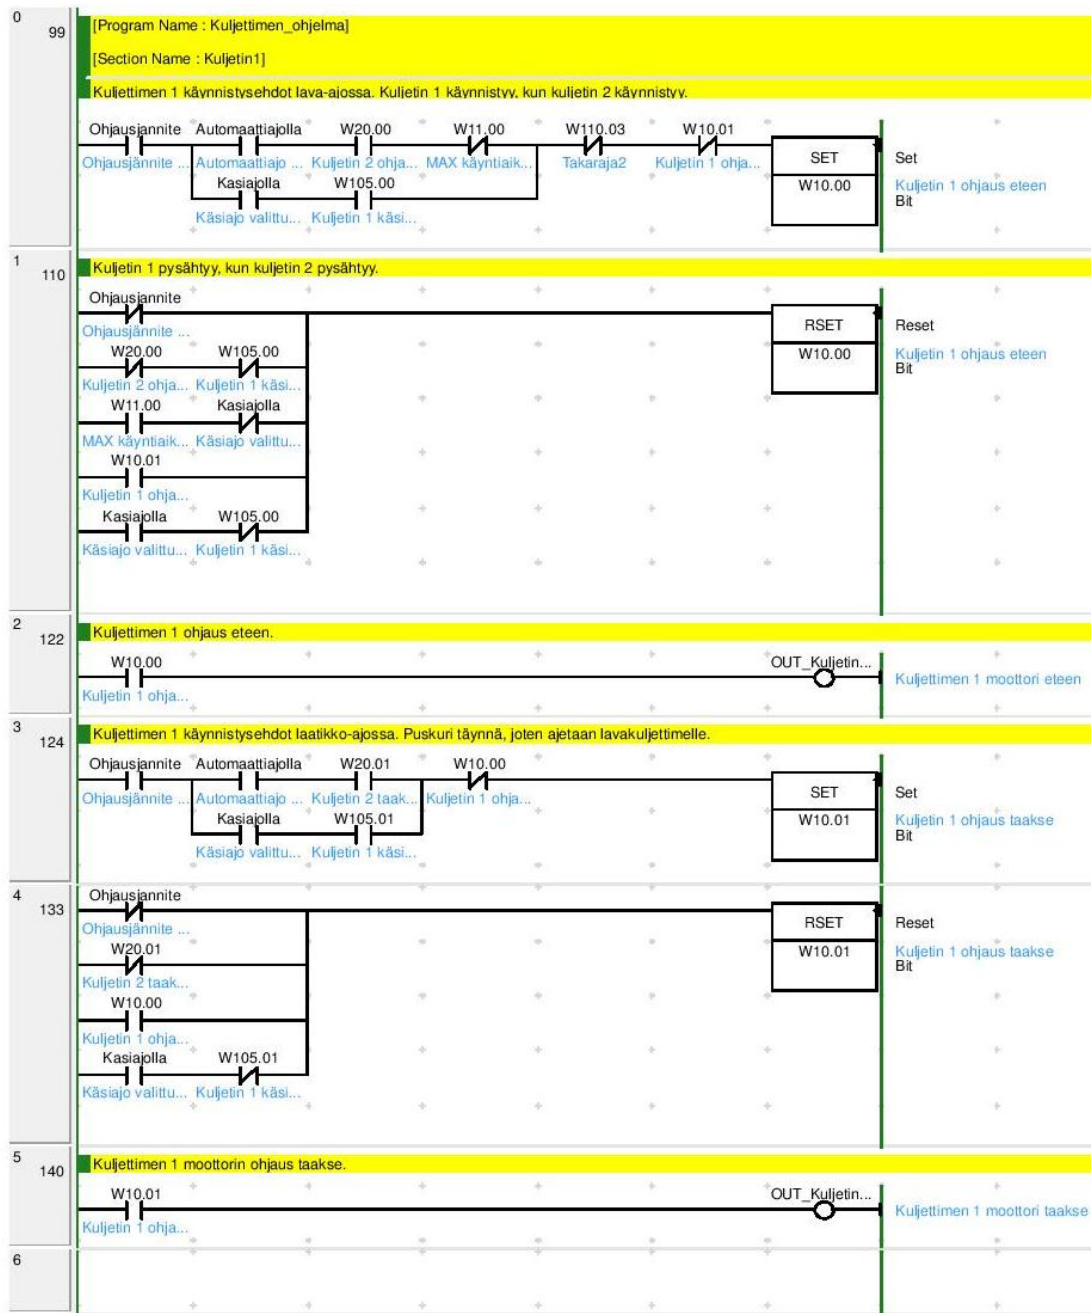 0
99
[Program Name : Kuljettimen_ohjelma]
[Section Name : Kuljetin1]
Kuljettimen 1 käynnistysehdot lava-ajossa. Kuljetin 1 käynnistyy, kun kuljetin 2 käynnistyy.
Ohjausjannite Automaattiajolla W20.00 W11.00 W110.03 W10.01
Ohjausjännite ... Automaattiajo ... Kuljetin 2 ohja... MAX käyntiaik... Takaraja2 Kuljetin 1 ohja...
SET Set
Kasiajolla W105.00
W10.00 Kuljetin 1 ohjaus eteen
Bit
Käsiajo valittu... Kuljetin 1 käsi...
1
110
Kuljetin 1 pysähtyy, kun kuljetin 2 pysähtyy.
Ohjausjannite
Ohjausjännite ...
RSET Reset
W20.00 W105.00
W10.00 Kuljetin 1 ohjaus eteen
Bit
Kuljetin 2 ohja... Kuljetin 1 käsi...
W11.00 Kasiajolla
MAX käyntiaik... Käsiajo valittu...
W10.01
Kuljetin 1 ohja...
Kasiajolla W105.00
Käsiajo valittu... Kuljetin 1 käsi...
2
122
Kuljettimen 1 ohjaus eteen.
W10.00 OUT_Kuljetin...
Kuljettimen 1 moottori eteen
Kuljetin 1 ohja...
3
124
Kuljettimen 1 käynnistysehdot laatikko-ajossa. Puskuri täynnä, joten ajetaan lavakuljettimelle.
Ohjausjannite Automaattiajolla W20.01 W10.00
Ohjausjännite ... Automaattiajo ... Kuljetin 2 taak... Kuljetin 1 ohja...
SET Set
Kasiajolla W105.01
W10.01 Kuljetin 1 ohjaus taakse
Bit
Käsiajo valittu... Kuljetin 1 käsi...
4
133
Ohjausjannite
Ohjausjännite ...
RSET Reset
W20.01
W10.01 Kuljetin 1 ohjaus taakse
Bit
Kuljetin 2 taak...
W10.00
Kuljetin 1 ohja...
Kasiajolla W105.01
Käsiajo valittu... Kuljetin 1 käsi...
5
140
Kuljettimen 1 moottorin ohjaus taakse.
W10.01 OUT_Kuljetin...
Kuljettimen 1 moottori taakse
Kuljetin 1 ohja...
6